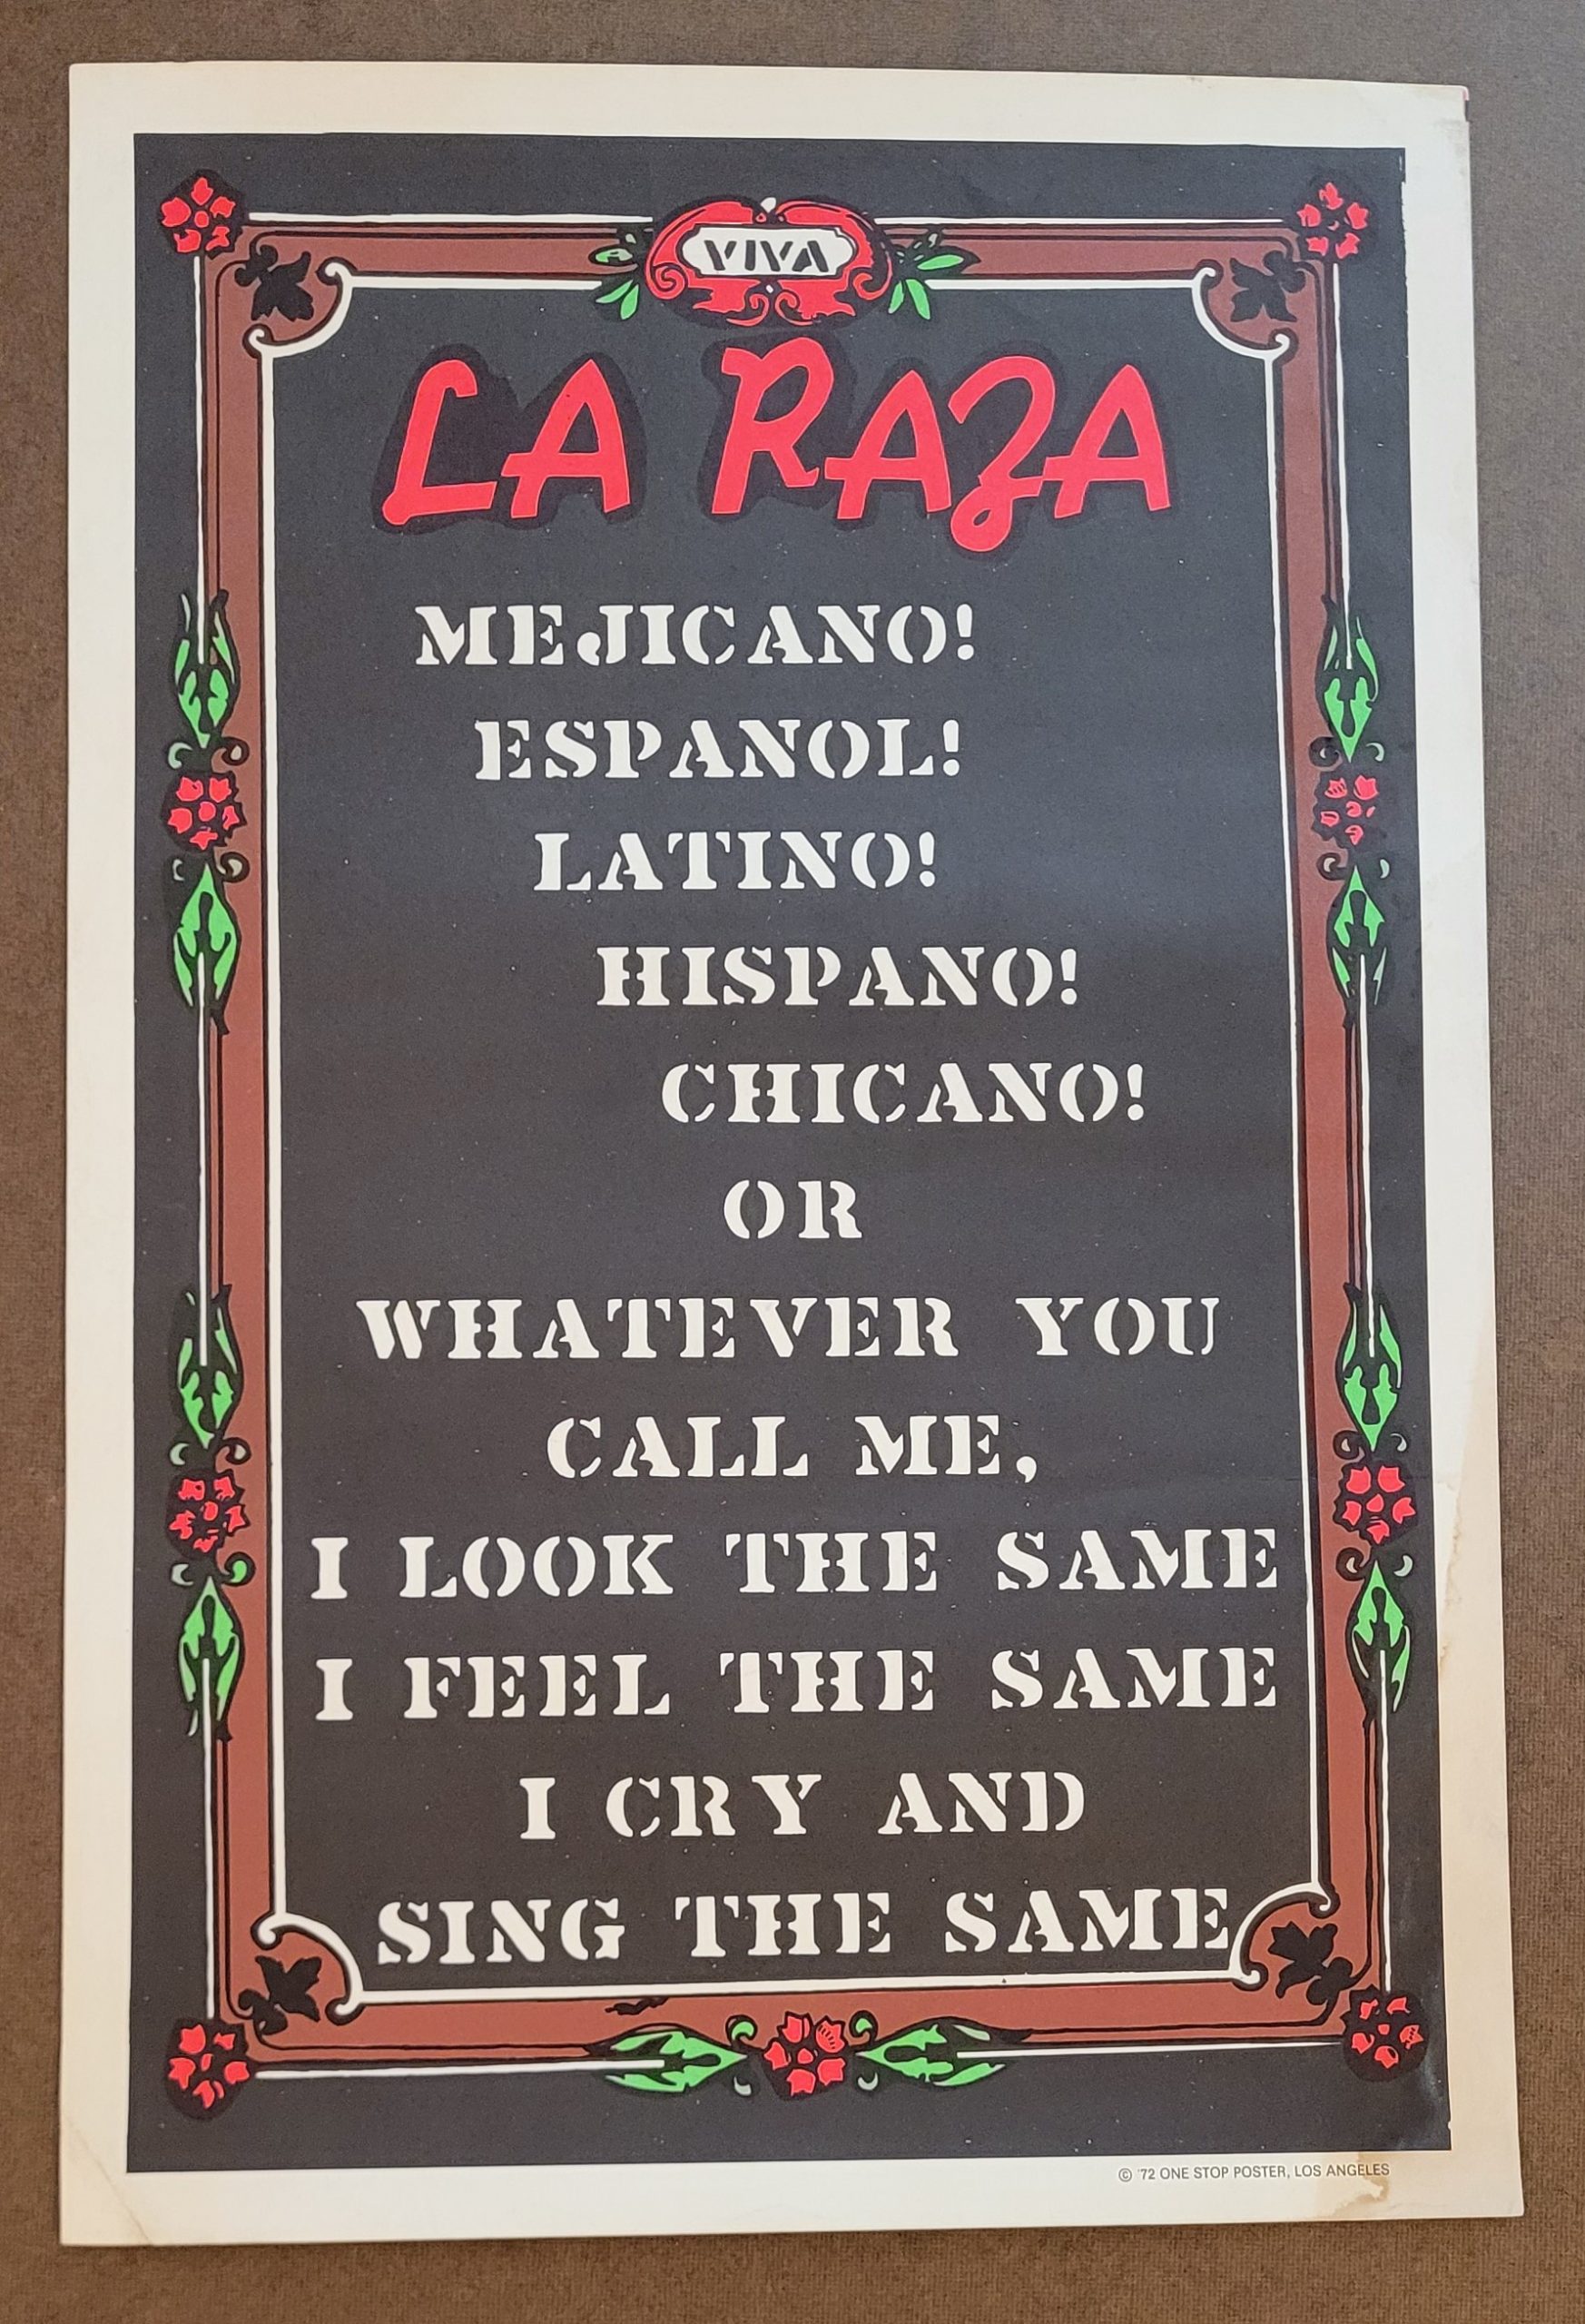 VIVA
LA RAZA
MEJICANO!
ESPANOL!
LATINO!
HISPANO!
CHICANO!
OR
WHATEVER YOU
CALL ME,
I LOOK THE SAME
I FEEL THE SAME
I CRY AND
SING THE SAME
© '72 ONE STOP POSTER, LOS ANGELES